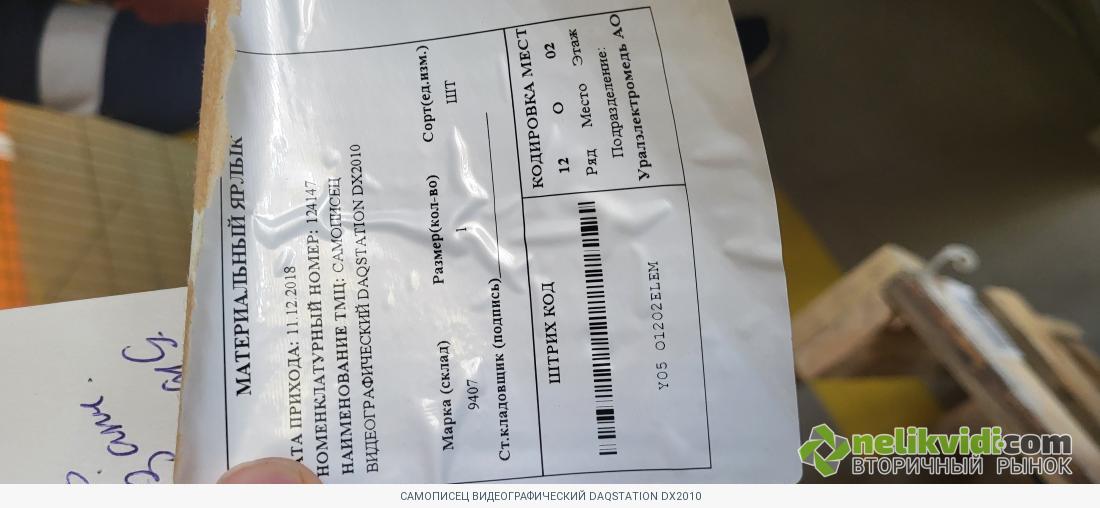 МАТЕРИАЛЬНЫЙ ЯРЛЫК
АТА ПРИХОДА: 11.12.2018
НОМЕНКЛАТУРНЫЙ НОМЕР: 124147
НАИМЕНОВАНИЕ ТМЦ: САМОПИСЕЦ
ВИДЕОГРАФИЧЕСКИЙ DAQSTATION DX2010
Марка (склад) Размер(кол-во) Сорт(ед.изм.)
9407 1 ШТ
Ст.кладовщик (подпись)
ШТРИХ КОД
Y05 01202ELEM
КОДИРОВКА МЕСТ
12 О 02
Ряд Место Этаж
Подразделение:
Уралэлектромедь АО
nelikvidi.com
ВТОРИЧНЫЙ РЫНОК
САМОПИСЕЦ ВИДЕОГРАФИЧЕСКИЙ DAQSTATION DX2010